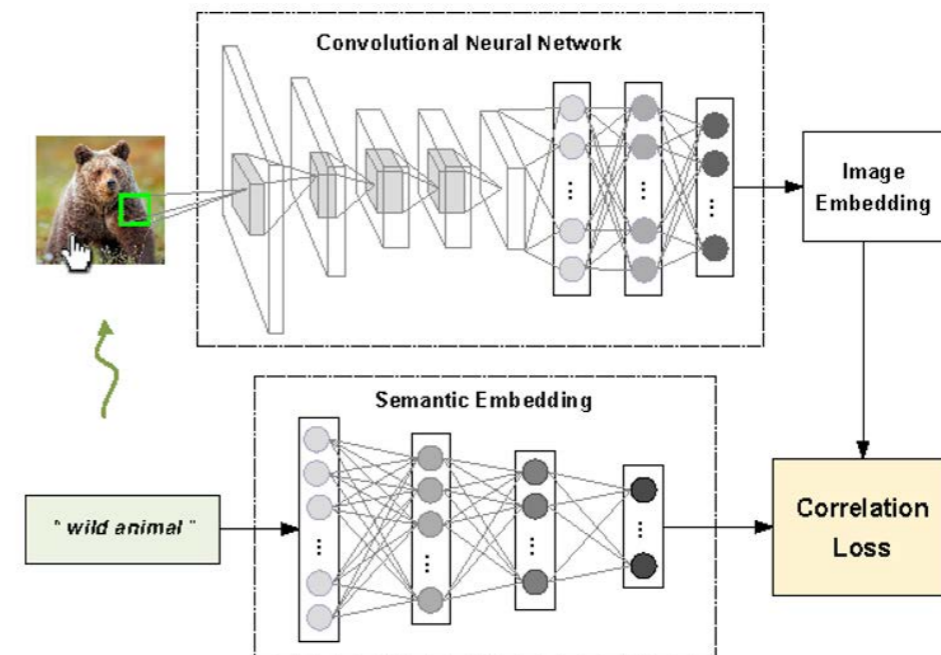 Convolutional Neural Network
Image
Embedding
Semantic Embedding
" wild animal "
Correlation
Loss